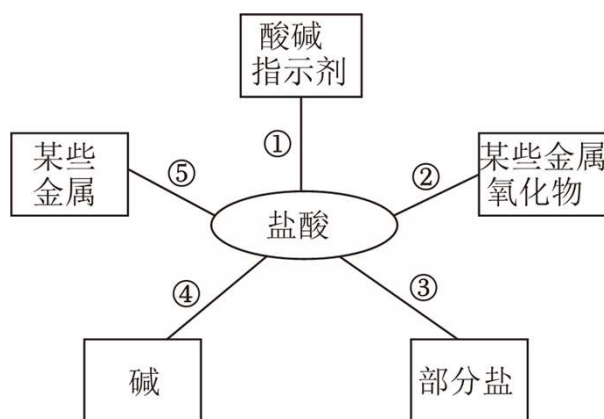 酸碱
指示剂
①
某些
金属
⑤
②
某些金属
氧化物
盐酸
④
③
碱
部分盐